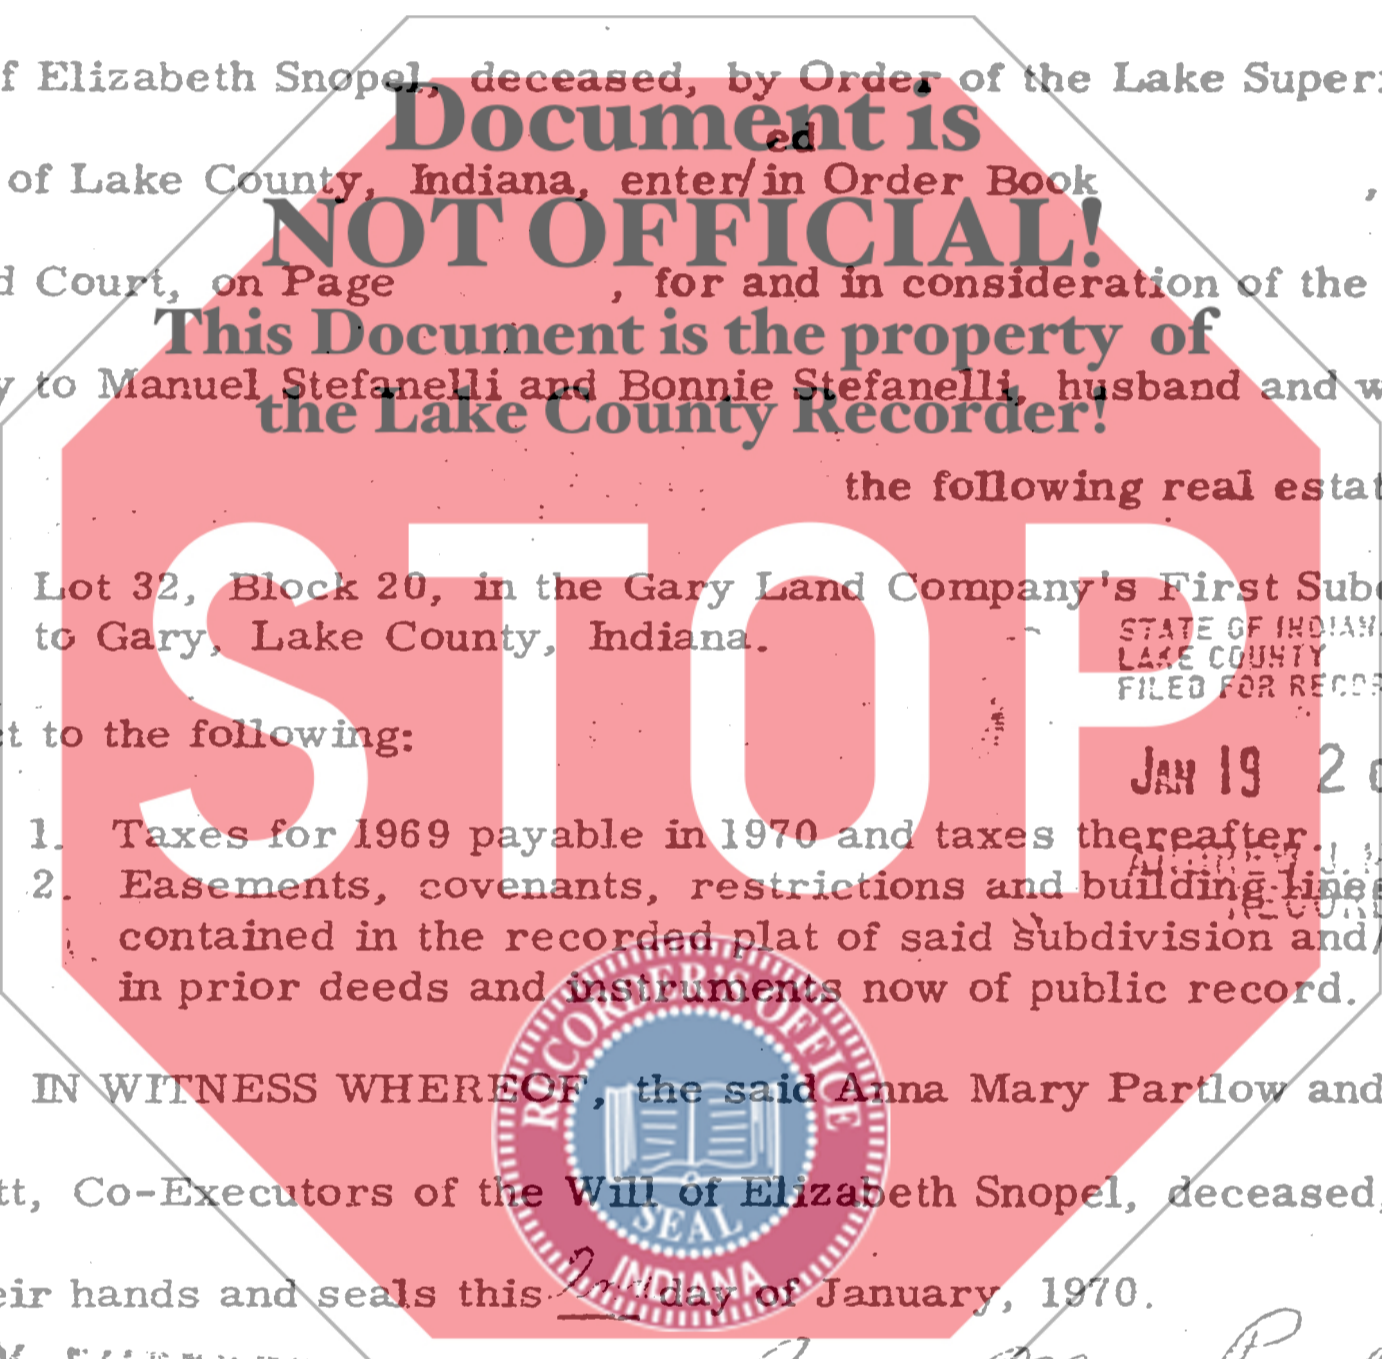 f Elizabeth Snopel, deceased, by Order of the Lake Super
Document is
ed
of Lake County, Indiana, enter/in Order Book ,
NOT OFFICIAL!
d Court, on Page , for and in consideration of the
This Document is the property of
y to Manuel Stefanelli and Bonnie Stefanelli, husband and w
the Lake County Recorder!
the following real estat
STOP
Lot 32, Block 20, in the Gary Land Company's First Sub
to Gary, Lake County, Indiana.
STATE OF INDIAN
LAKE COUNTY
FILED FOR RECOR
t to the following:
JAN 19 2
1. Taxes for 1969 payable in 1970 and taxes thereafter.
2. Easements, covenants, restrictions and building lines
contained in the recorded plat of said subdivision and/
in prior deeds and instruments now of public record.
RECORDER'S OFFICE
IN WITNESS WHEREOF, the said Anna Mary Partlow and
tt, Co-Executors of the Will of Elizabeth Snopel, deceased,
SEAL
INDIANA
eir hands and seals this day of January, 1970.